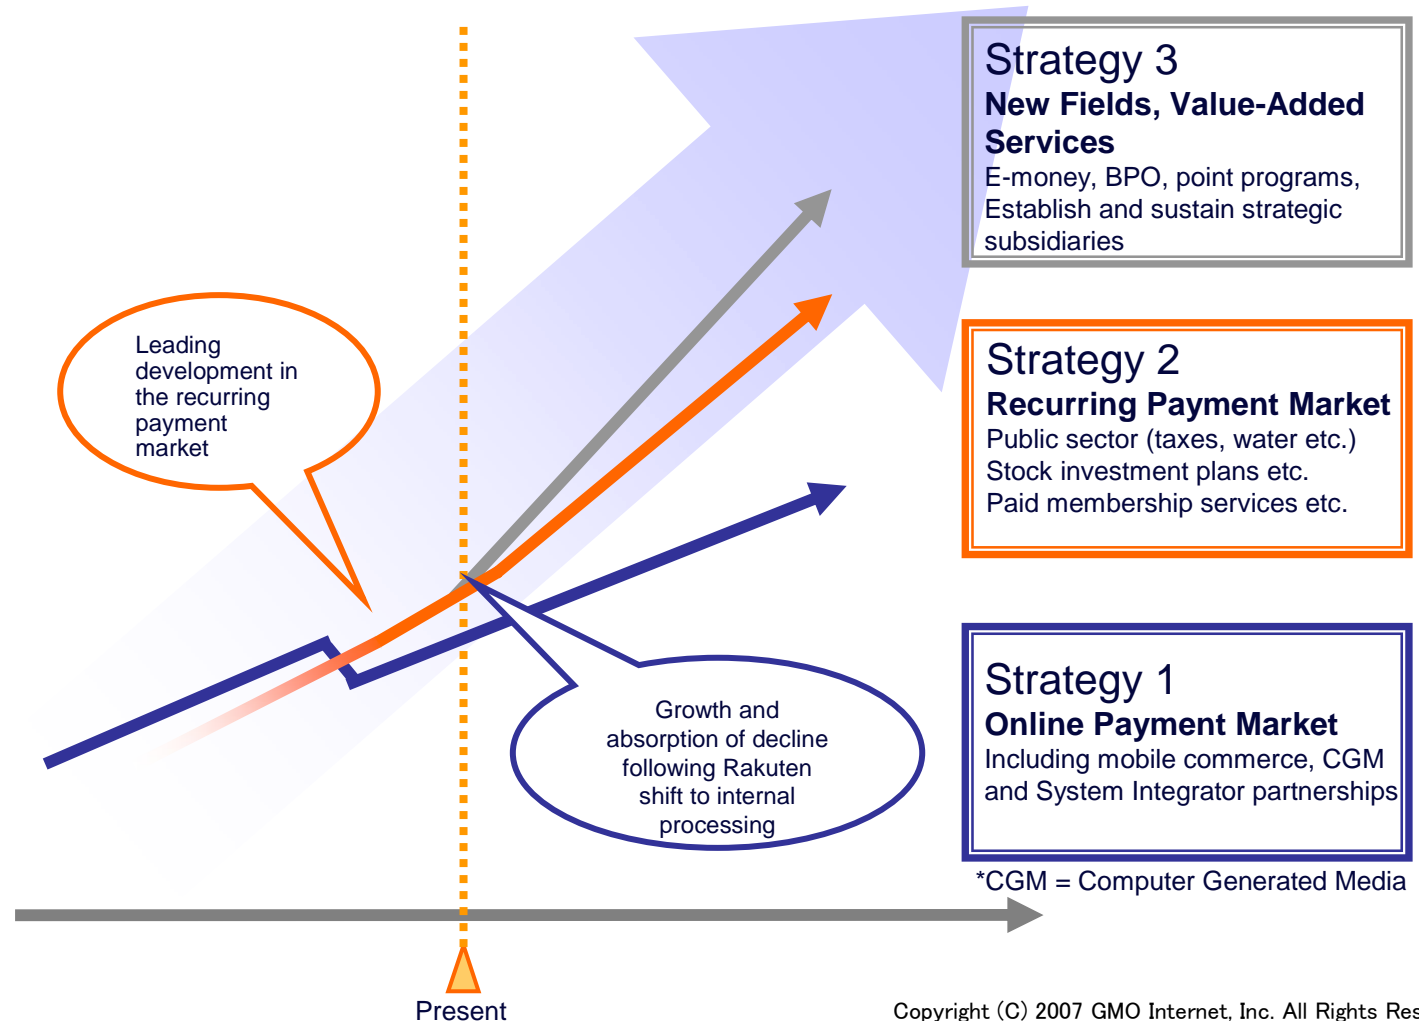 Strategy 3
New Fields, Value-Added
Services
E-money, BPO, point programs,
Establish and sustain strategic
subsidiaries
Leading
development in
the recurring
payment
market
Strategy 2
Recurring Payment Market
Public sector (taxes, water etc.)
Stock investment plans etc.
Paid membership services etc.
Growth and
absorption of decline
following Rakuten
shift to internal
processing
Strategy 1
Online Payment Market
Including mobile commerce, CGM
and System Integrator partnerships
*CGM = Computer Generated Media
Present
Copyright (C) 2007 GMO Internet, Inc. All Rights Res